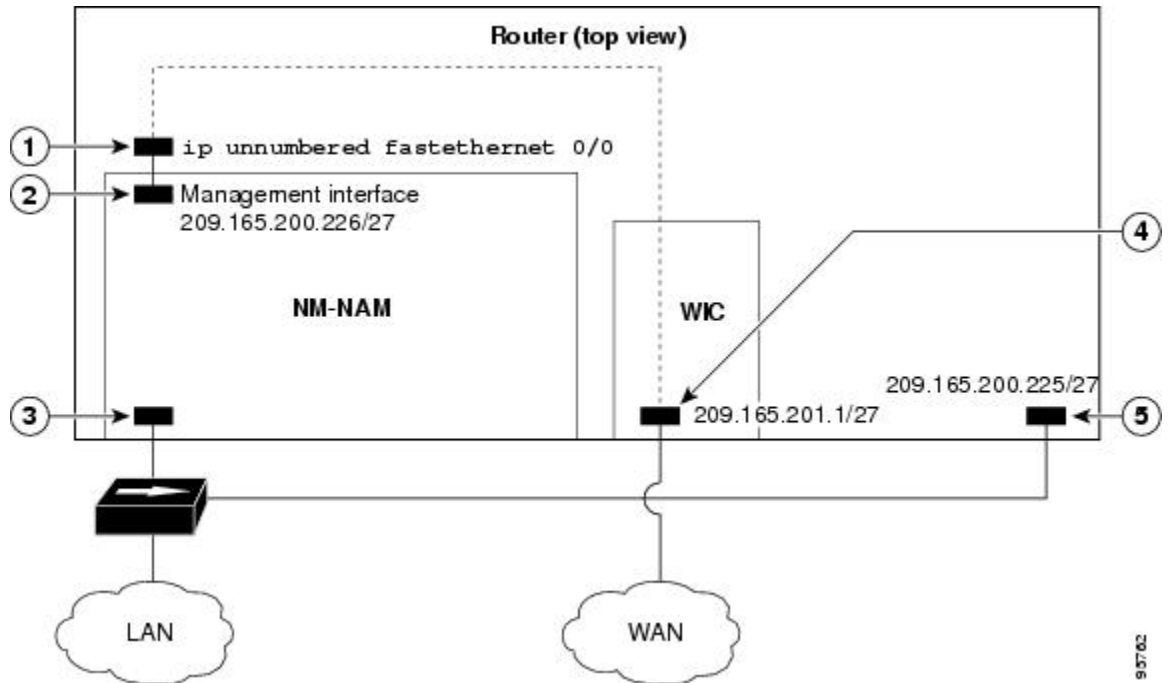 Router (top view)
1
ip unnumbered fastethernet 0/0
2
Management interface
209.165.200.226/27
4
NM-NAM
WIC
209.165.200.225/27
3
209.165.201.1/27
5
LAN
WAN
95762